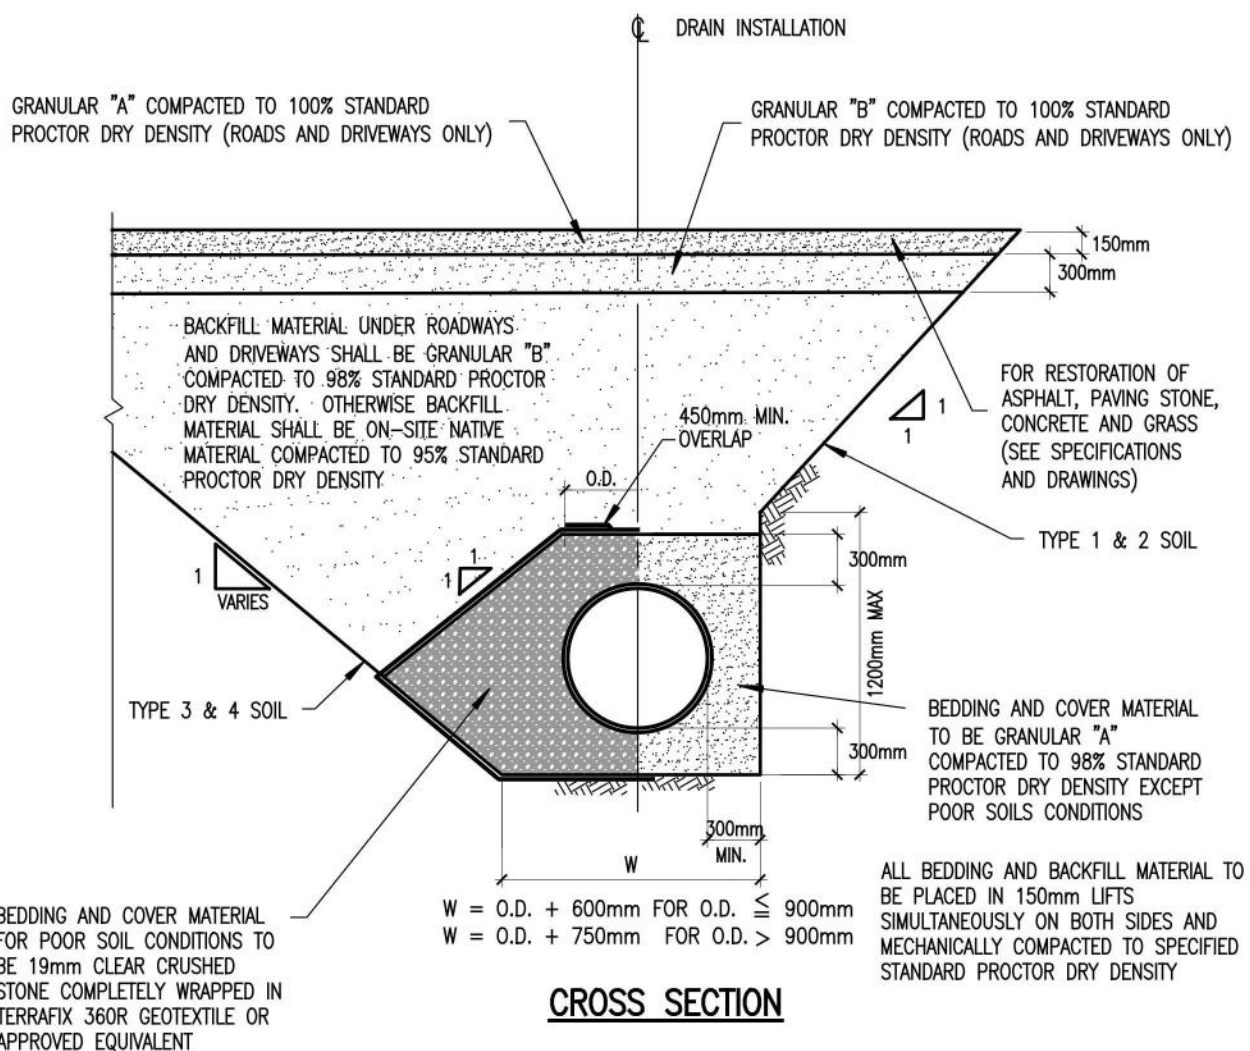 ℄ DRAIN INSTALLATION
GRANULAR "A" COMPACTED TO 100% STANDARD
PROCTOR DRY DENSITY (ROADS AND DRIVEWAYS ONLY)
GRANULAR "B" COMPACTED TO 100% STANDARD
PROCTOR DRY DENSITY (ROADS AND DRIVEWAYS ONLY)
150mm
300mm
BACKFILL MATERIAL UNDER ROADWAYS
AND DRIVEWAYS SHALL BE GRANULAR "B"
COMPACTED TO 98% STANDARD PROCTOR
DRY DENSITY. OTHERWISE BACKFILL
MATERIAL SHALL BE ON-SITE NATIVE
MATERIAL COMPACTED TO 95% STANDARD
PROCTOR DRY DENSITY
450mm MIN.
OVERLAP
O.D.
1
1
FOR RESTORATION OF
ASPHALT, PAVING STONE,
CONCRETE AND GRASS
(SEE SPECIFICATIONS
AND DRAWINGS)
TYPE 1 & 2 SOIL
1
VARIES
1
1
300mm
1200mm MAX
300mm
TYPE 3 & 4 SOIL
BEDDING AND COVER MATERIAL
TO BE GRANULAR "A"
COMPACTED TO 98% STANDARD
PROCTOR DRY DENSITY EXCEPT
POOR SOILS CONDITIONS
300mm
MIN.
W
W = O.D. + 600mm FOR O.D. ≦ 900mm
W = O.D. + 750mm FOR O.D. > 900mm
ALL BEDDING AND BACKFILL MATERIAL TO
BE PLACED IN 150mm LIFTS
SIMULTANEOUSLY ON BOTH SIDES AND
MECHANICALLY COMPACTED TO SPECIFIED
STANDARD PROCTOR DRY DENSITY
BEDDING AND COVER MATERIAL
FOR POOR SOIL CONDITIONS TO
BE 19mm CLEAR CRUSHED
STONE COMPLETELY WRAPPED IN
TERRAFIX 360R GEOTEXTILE OR
APPROVED EQUIVALENT
CROSS SECTION